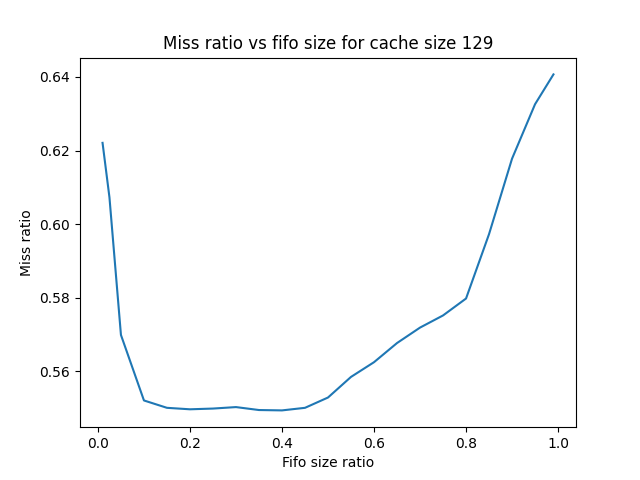 Miss ratio vs fifo size for cache size 129
0.64
0.62
0.60
0.58
0.56
Miss ratio
0.0 0.2 0.4 0.6 0.8 1.0
Fifo size ratio